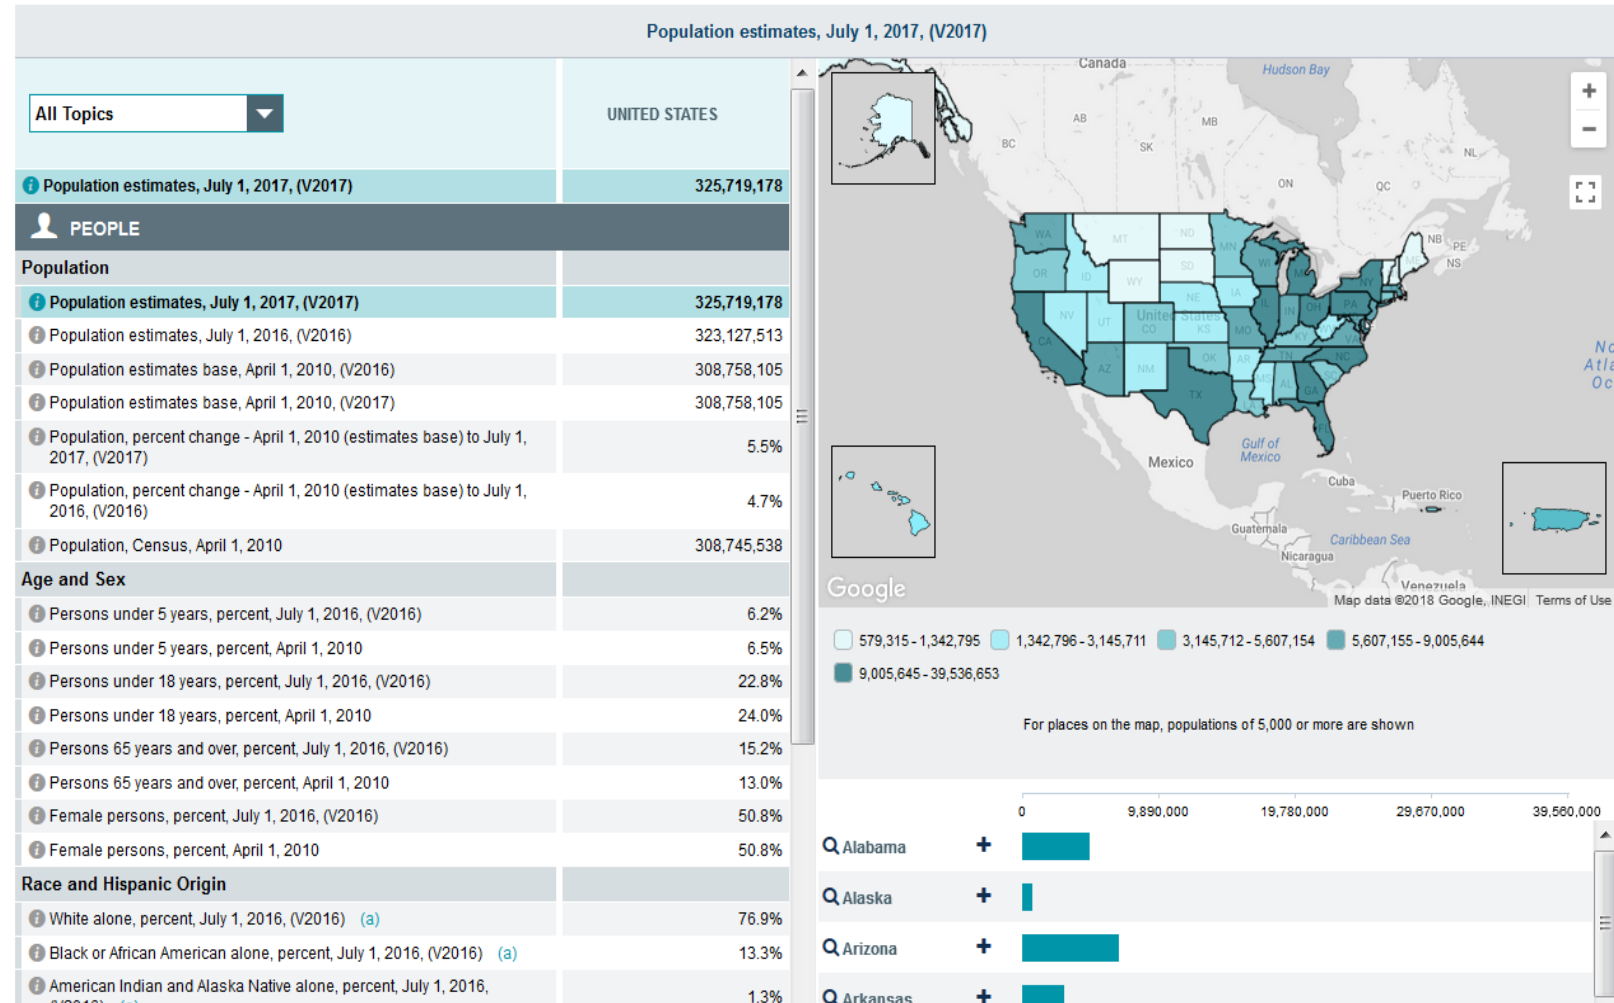 Population estimates, July 1, 2017, (V2017)
All Topics
UNITED STATES
Population estimates, July 1, 2017, (V2017) 325,719,178
PEOPLE
Population
Population estimates, July 1, 2017, (V2017) 325,719,178
Population estimates, July 1, 2016, (V2016) 323,127,513
Population estimates base, April 1, 2010, (V2016) 308,758,105
Population estimates base, April 1, 2010, (V2017) 308,758,105
Population, percent change - April 1, 2010 (estimates base) to July 1,
2017, (V2017) 5.5%
Population, percent change - April 1, 2010 (estimates base) to July 1,
2016, (V2016) 4.7%
Population, Census, April 1, 2010 308,745,538
Age and Sex
Persons under 5 years, percent, July 1, 2016, (V2016) 6.2%
Persons under 5 years, percent, April 1, 2010 6.5%
Persons under 18 years, percent, July 1, 2016, (V2016) 22.8%
Persons under 18 years, percent, April 1, 2010 24.0%
Persons 65 years and over, percent, July 1, 2016, (V2016) 15.2%
Persons 65 years and over, percent, April 1, 2010 13.0%
Female persons, percent, July 1, 2016, (V2016) 50.8%
Female persons, percent, April 1, 2010 50.8%
Race and Hispanic Origin
White alone, percent, July 1, 2016, (V2016) (a) 76.9%
Black or African American alone, percent, July 1, 2016, (V2016) (a) 13.3%
American Indian and Alaska Native alone, percent, July 1, 2016, 1.3%
Canada
Hudson Bay
AB
MB
BC
SK
NL
ON
QC
NB
PE
NS
WA
MT
ND
MN
OR
ID
SD
WI
WY
NY
ME
NE
IA
NV
UT
United States
CO
KS
MO
IL
IN
OH
PA
KY
VA
CA
AZ
NM
OK
AR
TN
NC
SC
MS
AL
GA
TX
LA
FL
Gulf of
Mexico
Mexico
Cuba
Puerto Rico
Guatemala
Caribbean Sea
Nicaragua
Venezuela
Google
Map data ©2018 Google, INEGI Terms of Use
579,315 - 1,342,795 1,342,796 - 3,145,711 3,145,712 - 5,607,154 5,607,155 - 9,005,644
9,005,645 - 39,536,653
For places on the map, populations of 5,000 or more are shown
0 9,890,000 19,780,000 29,670,000 39,560,000
Alabama
Alaska
Arizona
Arkansas